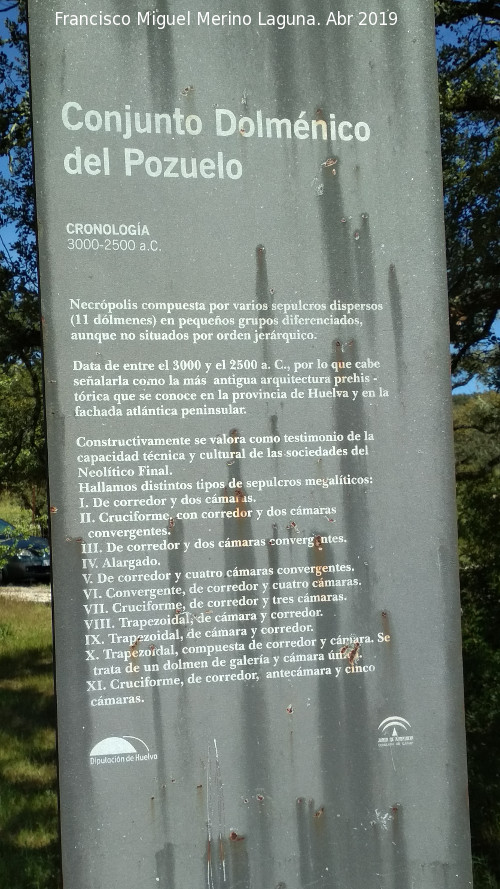 Francisco Miguel Merino Laguna. Abr 2019
Conjunto Dolménico
del Pozuelo
CRONOLOGÍA
3000-2500 a.C.
Necrópolis compuesta por varios sepulcros dispersos
(11 dólmenes) en pequeños grupos diferenciados,
aunque no situados por orden jerárquico.
Data de entre el 3000 y el 2500 a. C., por lo que cabe
señalarla como la más antigua arquitectura prehis -
tórica que se conoce en la provincia de Huelva y en la
fachada atlántica peninsular.
Constructivamente se valora como testimonio de la
capacidad técnica y cultural de las sociedades del
Neolítico Final.
Hallamos distintos tipos de sepulcros megalíticos:
I. De corredor y dos cámaras.
II. Cruciforme, con corredor y dos cámaras
convergentes.
III. De corredor y dos cámaras convergentes.
IV. Alargado.
V. De corredor y cuatro cámaras convergentes.
VI. Convergente, de corredor y cuatro cámaras.
VII. Cruciforme, de corredor y tres cámaras.
VIII. Trapezoidal, de cámara y corredor.
IX. Trapezoidal, de cámara y corredor.
X. Trapezoidal, compuesta de corredor y cámara. Se
trata de un dolmen de galería y cámara única.
XI. Cruciforme, de corredor, antecámara y cinco
cámaras.
Diputación de Huelva